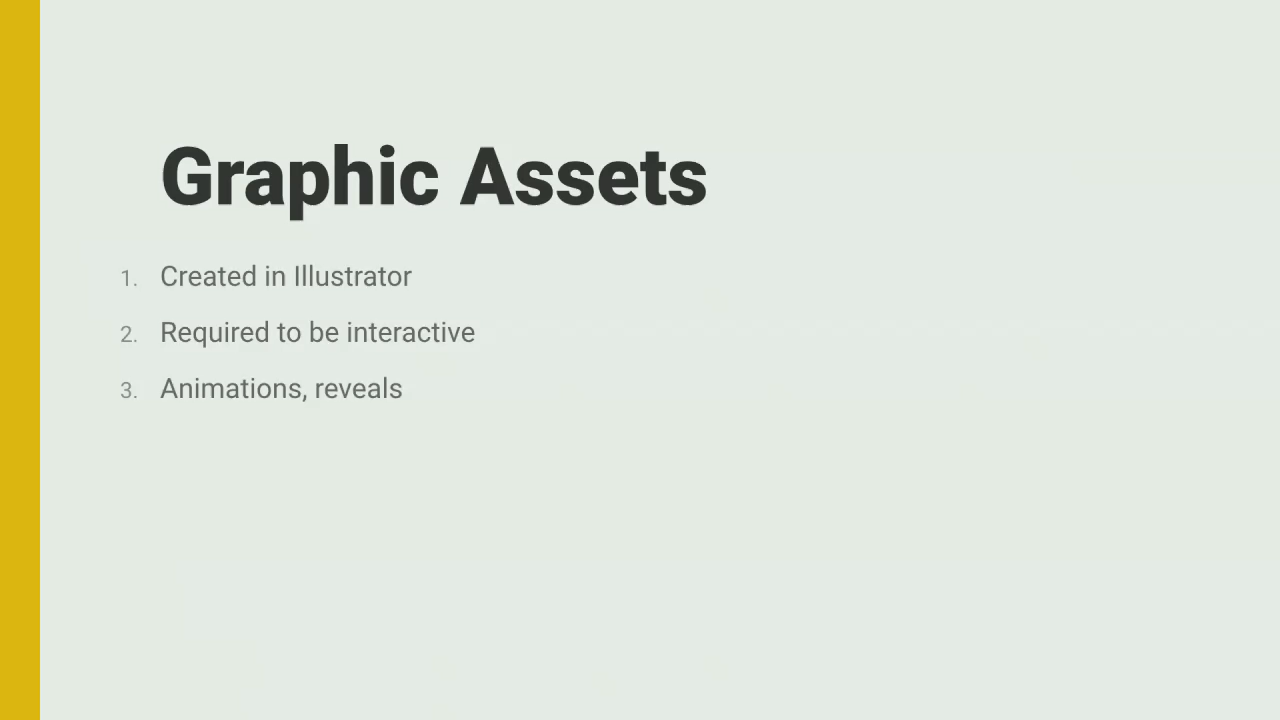 Graphic Assets
1. Created in Illustrator
2. Required to be interactive
3. Animations, reveals